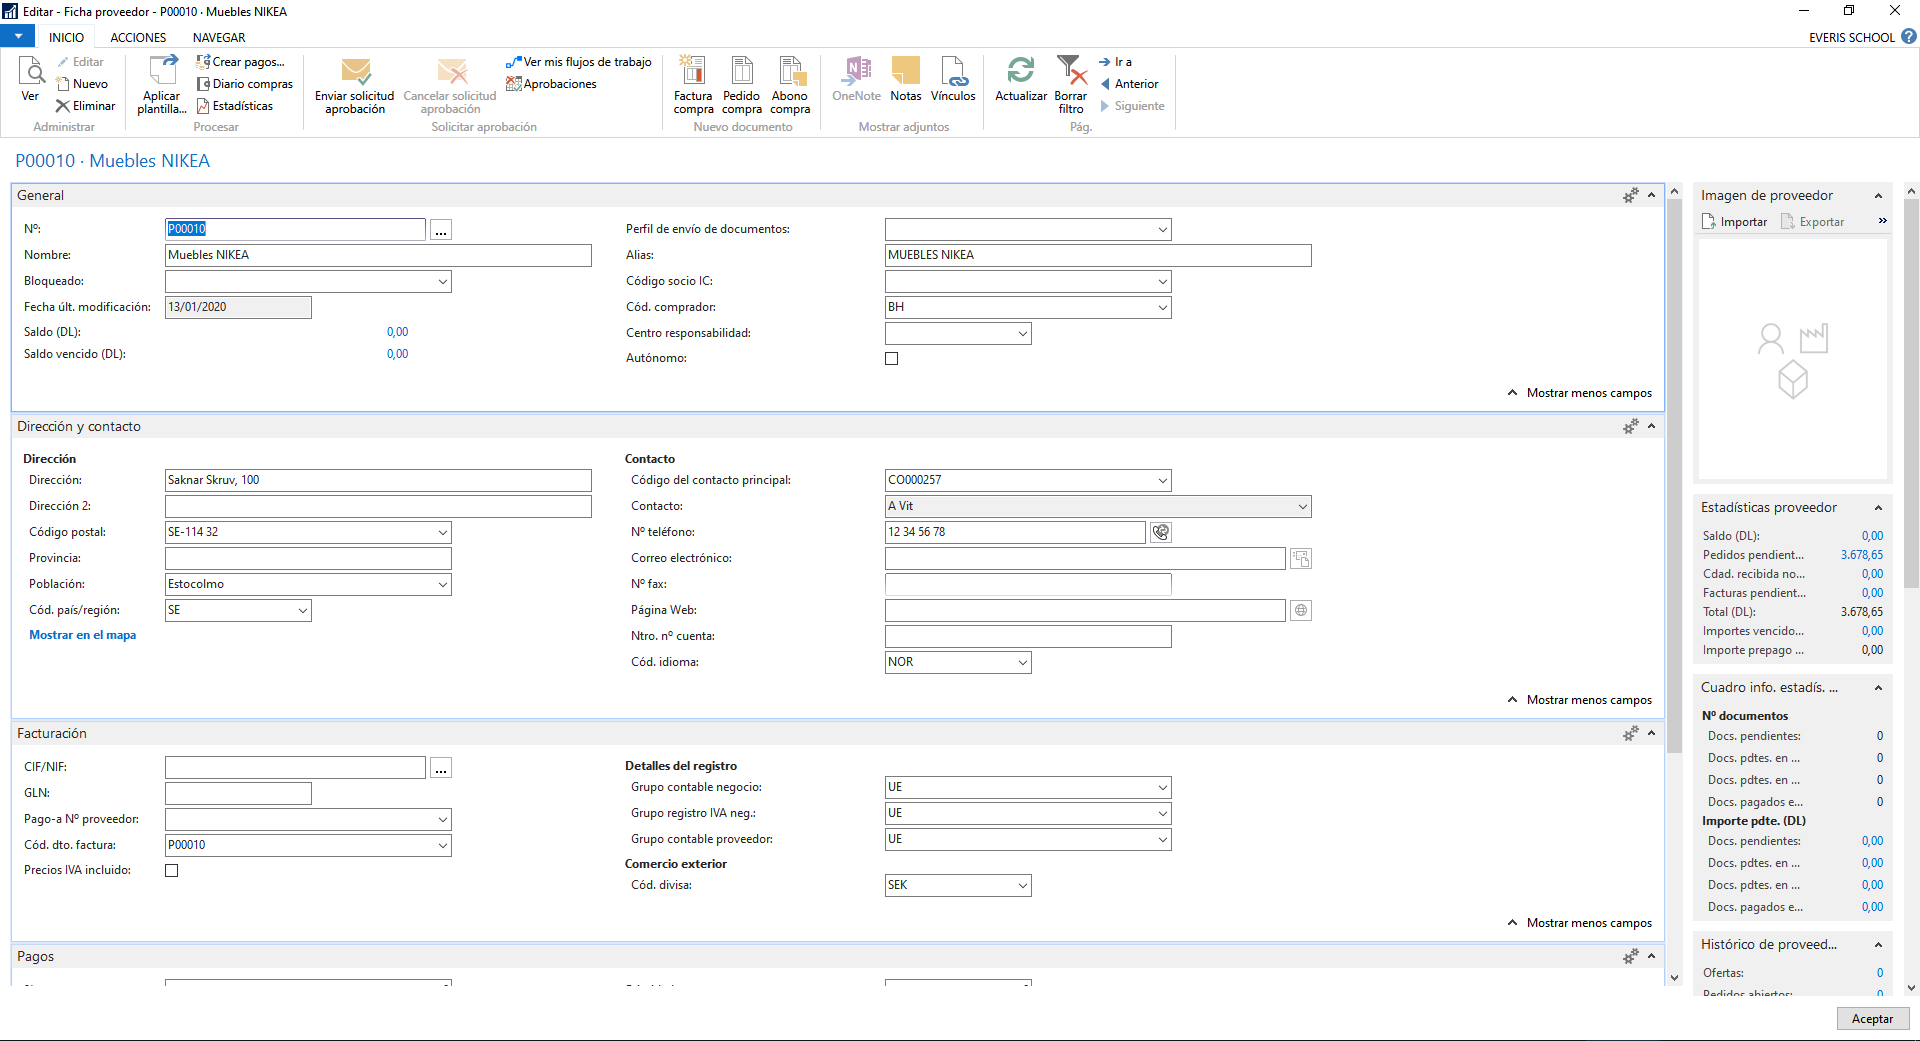 Editar - Ficha proveedor - P00010 · Muebles NIKEA
INICIO ACCIONES NAVEGAR
EVERIS SCHOOL
Ver
Editar
Nuevo
Eliminar
Administrar
Aplicar plantilla...
Crear pagos...
Diario compras
Estadísticas
Procesar
Enviar solicitud aprobación
Cancelar solicitud aprobación
Ver mis flujos de trabajo
Aprobaciones
Solicitar aprobación
Factura compra
Pedido compra
Abono compra
Nuevo documento
OneNote
Notas
Vínculos
Mostrar adjuntos
Actualizar
Borrar filtro
Ir a
Anterior
Siguiente
Pág.
P00010 · Muebles NIKEA
General
Nº: P00010 ...
Nombre: Muebles NIKEA
Bloqueado:
Fecha últ. modificación: 13/01/2020
Saldo (DL): 0,00
Saldo vencido (DL): 0,00
Perfil de envío de documentos:
Alias: MUEBLES NIKEA
Código socio IC:
Cód. comprador: BH
Centro responsabilidad:
Autónomo:
Mostrar menos campos
Dirección y contacto
Dirección
Dirección: Saknar Skruv, 100
Dirección 2:
Código postal: SE-114 32
Provincia:
Población: Estocolmo
Cód. país/región: SE
Mostrar en el mapa
Contacto
Código del contacto principal: CO000257
Contacto: A Vit
Nº teléfono: 12 34 56 78
Correo electrónico:
Nº fax:
Página Web:
Ntro. nº cuenta:
Cód. idioma: NOR
Mostrar menos campos
Facturación
CIF/NIF: ...
GLN:
Pago-a Nº proveedor:
Cód. dto. factura: P00010
Precios IVA incluido:
Detalles del registro
Grupo contable negocio: UE
Grupo registro IVA neg.: UE
Grupo contable proveedor: UE
Comercio exterior
Cód. divisa: SEK
Mostrar menos campos
Pagos
Imagen de proveedor
Importar Exportar »
Estadísticas proveedor
Saldo (DL): 0,00
Pedidos pendient... 3.678,65
Cdad. recibida no... 0,00
Facturas pendient... 0,00
Total (DL): 3.678,65
Importes vencido... 0,00
Importe prepago ... 0,00
Cuadro info. estadís. ...
Nº documentos
Docs. pendientes: 0
Docs. pdtes. en ... 0
Docs. pdtes. en ... 0
Docs. pagados e... 0
Importe pdte. (DL)
Docs. pendientes: 0,00
Docs. pdtes. en ... 0,00
Docs. pdtes. en ... 0,00
Docs. pagados e... 0,00
Histórico de proveed...
Ofertas: 0
Pedidos abiertos: 0
Aceptar